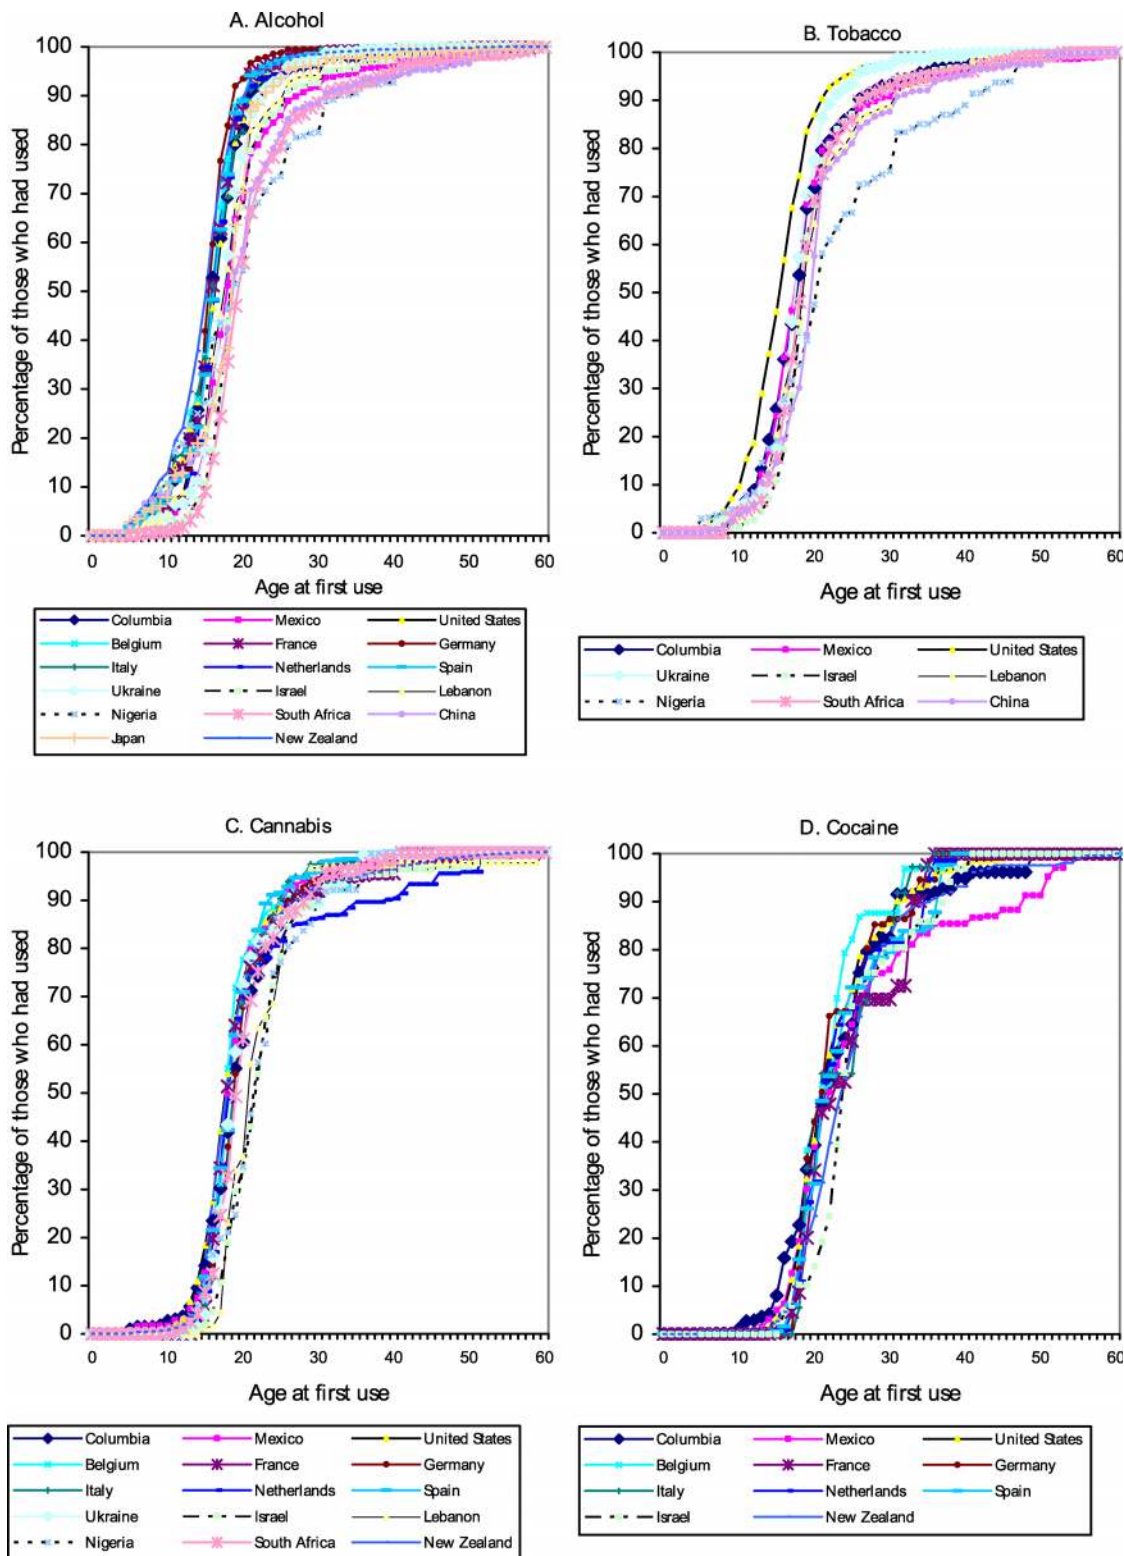 A. Alcohol
Percentage of those who had used
100
90
80
70
60
50
40
30
20
10
0
0 10 20 30 40 50 60
Age at first use
Columbia Mexico United States
Belgium France Germany
Italy Netherlands Spain
Ukraine Israel Lebanon
Nigeria South Africa China
Japan New Zealand
B. Tobacco
Percentage of those who had used
100
90
80
70
60
50
40
30
20
10
0
0 10 20 30 40 50 60
Age at first use
Columbia Mexico United States
Ukraine Israel Lebanon
Nigeria South Africa China
C. Cannabis
Percentage of those who had used
100
90
80
70
60
50
40
30
20
10
0
0 10 20 30 40 50 60
Age at first use
Columbia Mexico United States
Belgium France Germany
Italy Netherlands Spain
Ukraine Israel Lebanon
Nigeria South Africa New Zealand
D. Cocaine
Percentage of those who had used
100
90
80
70
60
50
40
30
20
10
0
0 10 20 30 40 50 60
Age at first use
Columbia Mexico United States
Belgium France Germany
Italy Netherlands Spain
Israel New Zealand